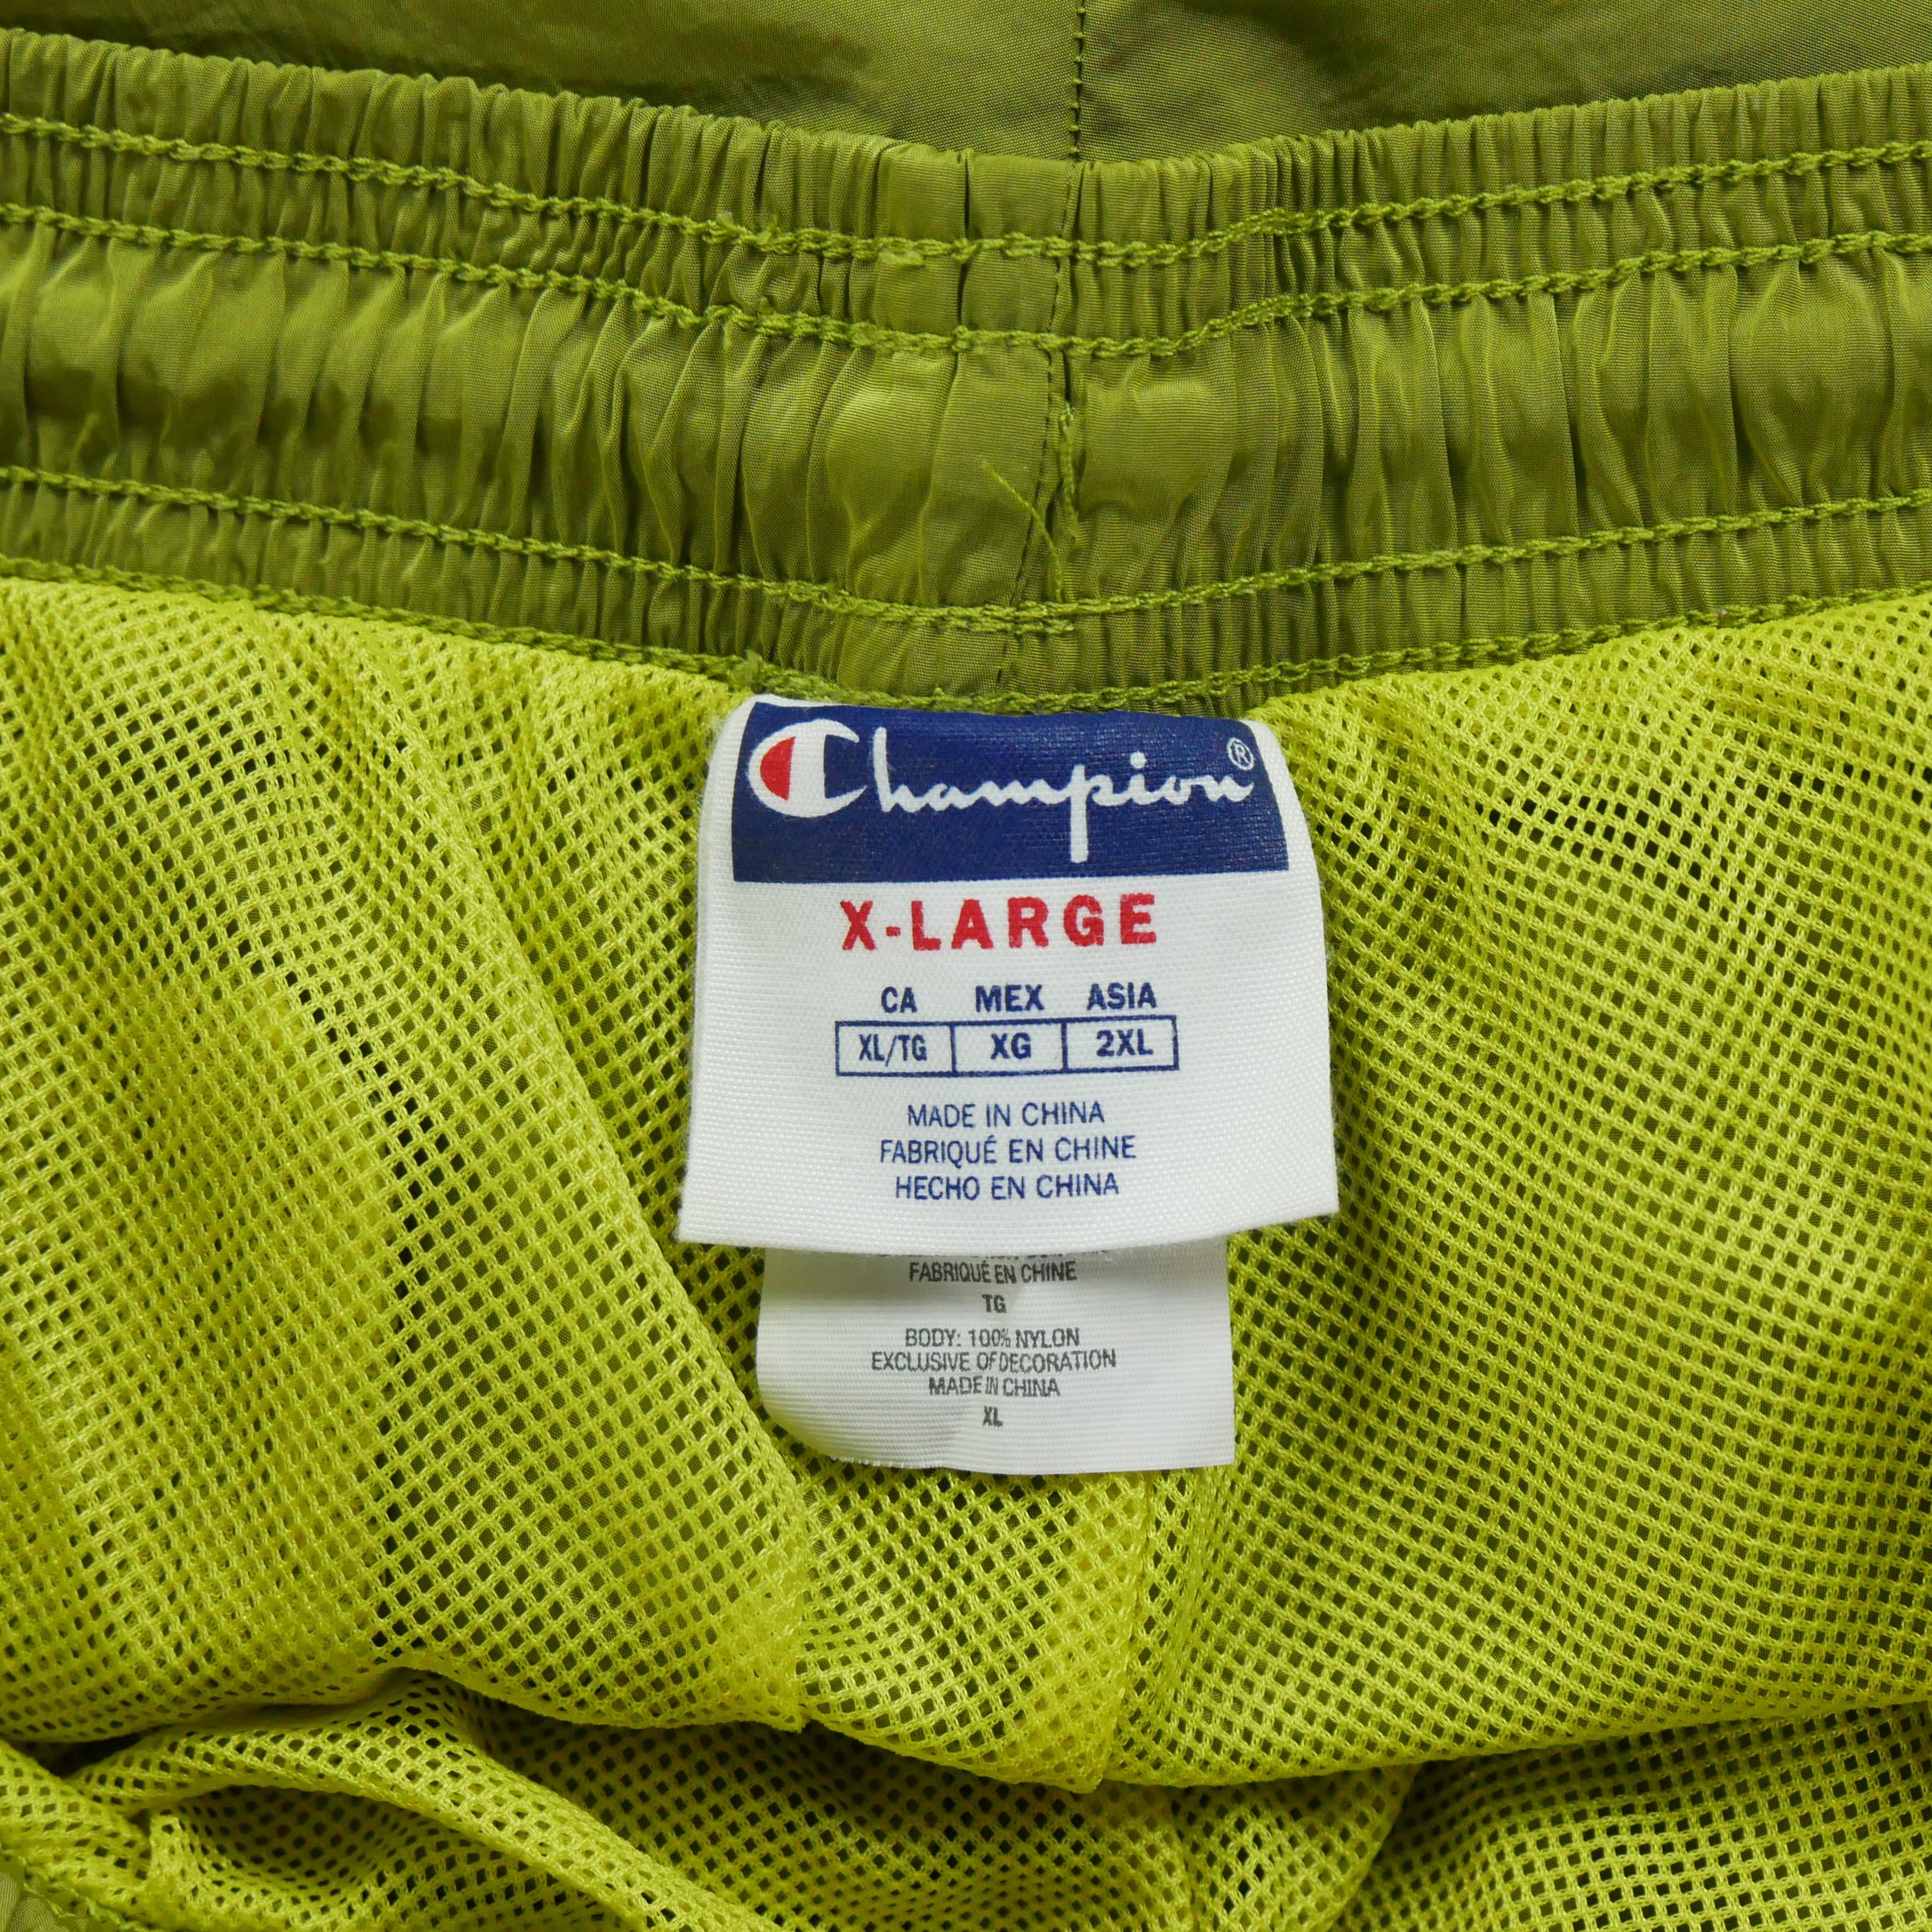 Champion®
X-LARGE
CA MEX ASIA
XL/TG XG 2XL
MADE IN CHINA
FABRIQUÉ EN CHINE
HECHO EN CHINA
FABRIQUÉ EN CHINE
TG
BODY: 100% NYLON
EXCLUSIVE OF DECORATION
MADE IN CHINA
XL